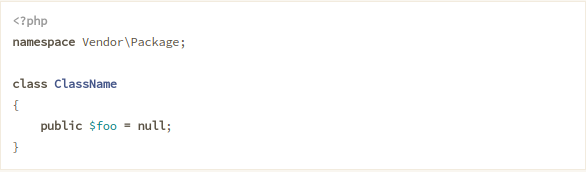 <?php
namespace Vendor\Package;

class ClassName
{
    public $foo = null;
}